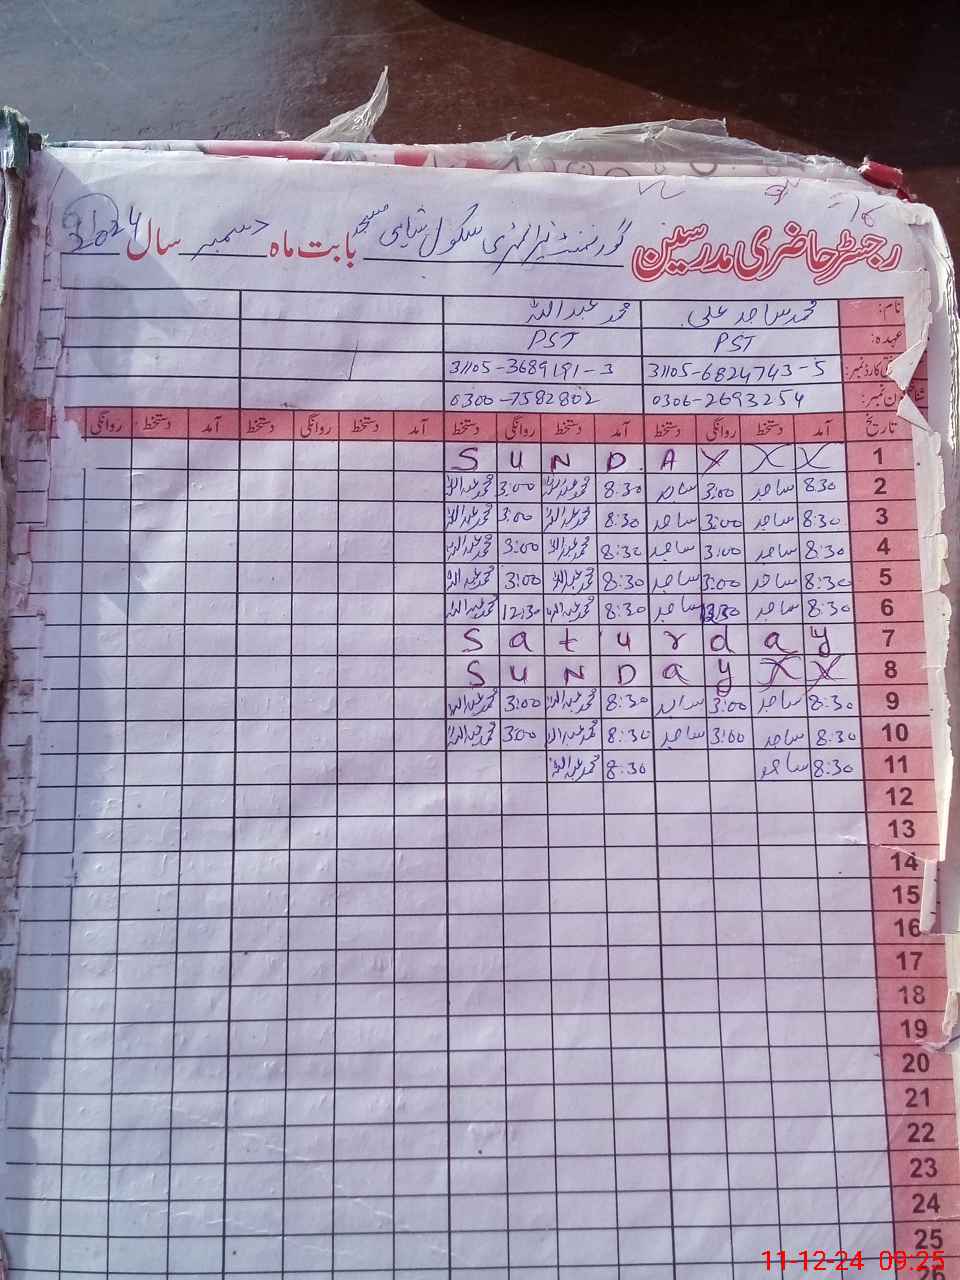 رجسٹر حاضری مدرسین گورنمنٹ پرائمری سکول مسجد بابت ماہ دسمبر سال 2024
نام: محمد ساجد علی محمد عبداللہ
عہدہ: PST PST
شناختی کارڈ نمبر: 31105-6824743-5 31105-3689191-3
فون نمبر: 0306-2693254 0300-7582802
تاریخ آمد دستخط روانگی دستخط آمد دستخط روانگی دستخط آمد دستخط روانگی دستخط آمد دستخط روانگی
1 S U N D A Y X X
2 8:30 ساجد 3:00 ساجد 8:30 محمد عبداللہ 3:00 محمد عبداللہ
3 8:30 ساجد 3:00 ساجد 8:30 محمد عبداللہ 3:00 محمد عبداللہ
4 8:30 ساجد 3:00 ساجد 8:30 محمد عبداللہ 3:00 محمد عبداللہ
5 8:30 ساجد 3:00 ساجد 8:30 محمد عبداللہ 3:00 محمد عبداللہ
6 8:30 ساجد 12:30 ساجد 8:30 محمد عبداللہ 12:30 محمد عبداللہ
7 S a t u r d a y
8 S U N D a y X X
9 8:30 ساجد 3:00 ساجد 8:30 محمد عبداللہ 3:00 محمد عبداللہ
10 8:30 ساجد 3:00 ساجد 8:30 محمد عبداللہ 3:00 محمد عبداللہ
11 8:30 ساجد 8:30 محمد عبداللہ
12
13
14
15
16
17
18
19
20
21
22
23
24
25
26
11-12-24 09:25